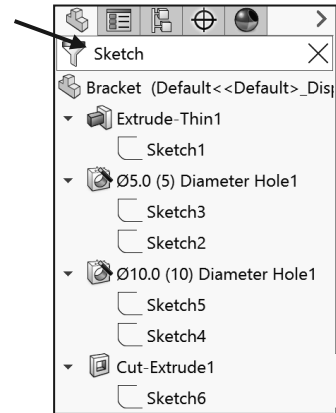 Sketch
Bracket (Default<<Default>_Disp
Extrude-Thin1
Sketch1
Ø5.0 (5) Diameter Hole1
Sketch3
Sketch2
Ø10.0 (10) Diameter Hole1
Sketch5
Sketch4
Cut-Extrude1
Sketch6